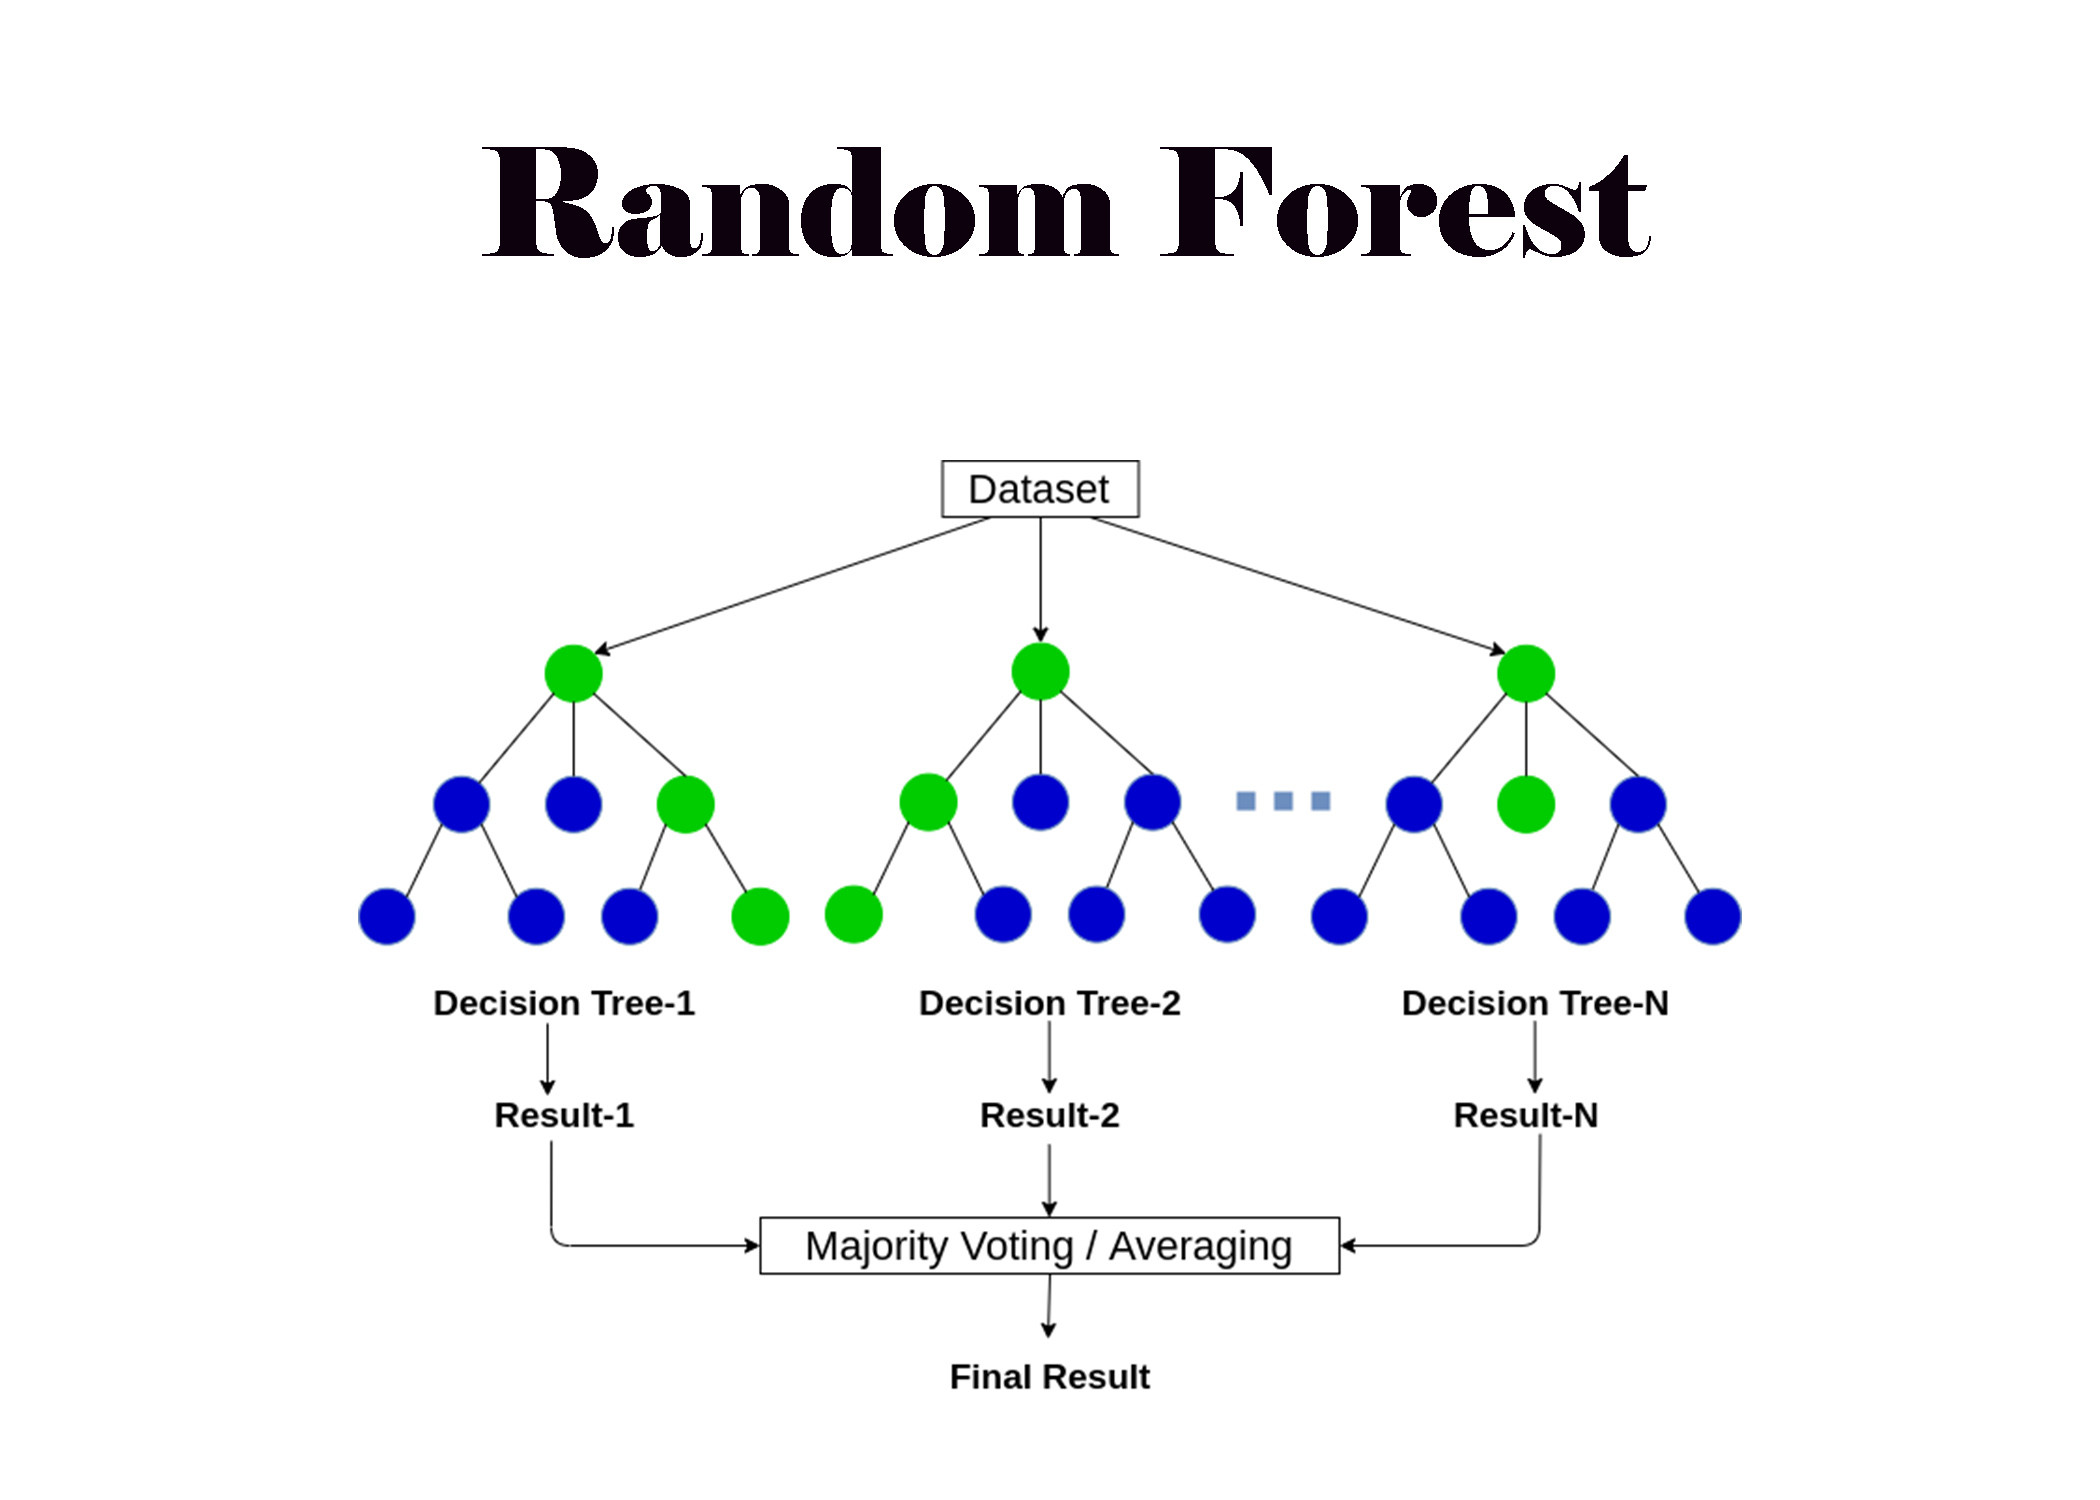 Random Forest
Dataset
Decision Tree-1
Decision Tree-2
Decision Tree-N
Result-1
Result-2
Result-N
Majority Voting / Averaging
Final Result